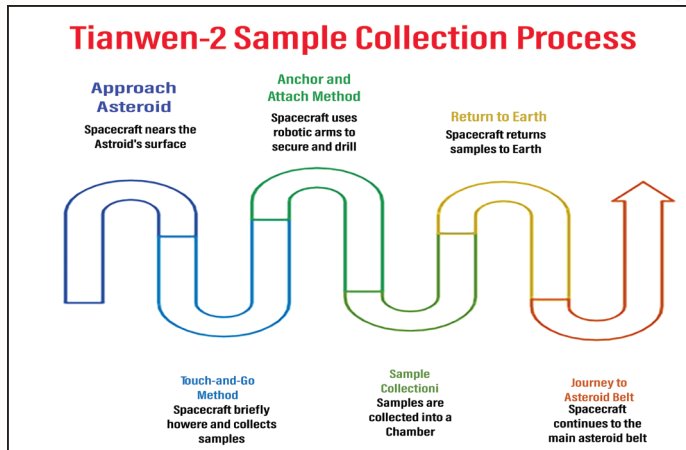 Tianwen-2 Sample Collection Process
Approach
Asteroid
Spacecraft nears the
Astroid's surface
Touch-and-Go
Method
Spacecraft briefly
howere and collects
samples
Anchor and
Attach Method
Spacecraft uses
robotic arms to
secure and drill
Sample
Collectioni
Samples are
collected into a
Chamber
Return to Earth
Spacecraft returns
samples to Earth
Journey to
Asteroid Belt
Spacecraft
continues to the
main asteroid belt